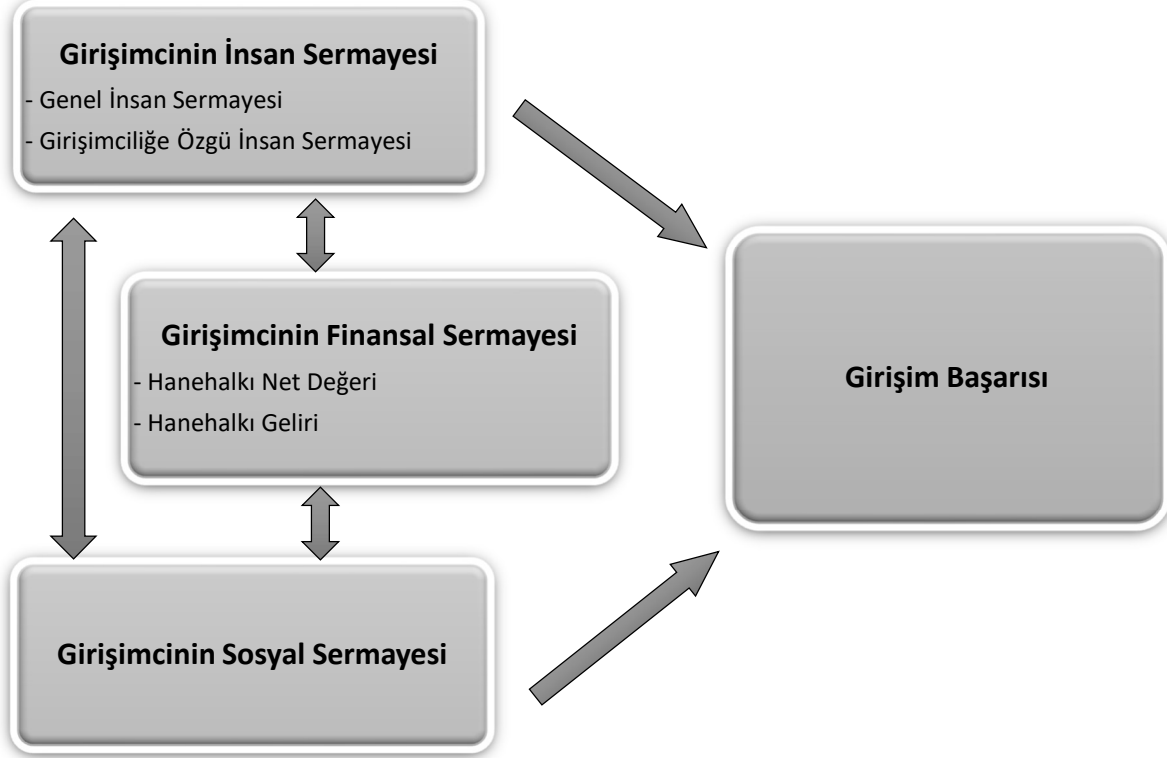 Girişimcinin İnsan Sermayesi
- Genel İnsan Sermayesi
- Girişimciliğe Özgü İnsan Sermayesi
Girişimcinin Finansal Sermayesi
- Hanehalkı Net Değeri
- Hanehalkı Geliri
Girişim Başarısı
Girişimcinin Sosyal Sermayesi